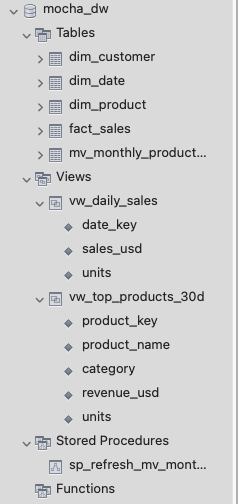 mocha_dw
Tables
dim_customer
dim_date
dim_product
fact_sales
mv_monthly_product...
Views
vw_daily_sales
date_key
sales_usd
units
vw_top_products_30d
product_key
product_name
category
revenue_usd
units
Stored Procedures
sp_refresh_mv_mont...
Functions